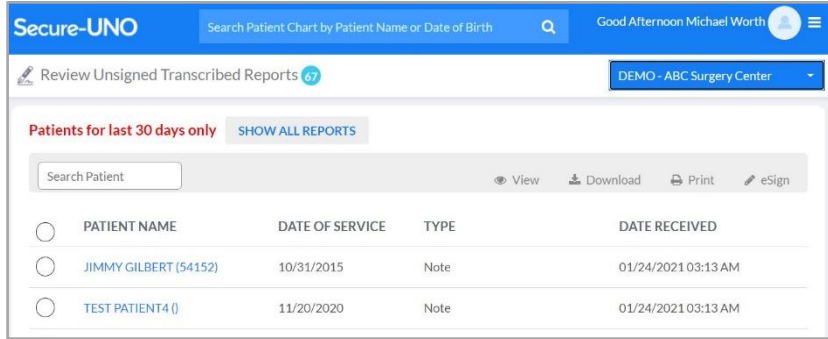 Secure-UNO
Search Patient Chart by Patient Name or Date of Birth
Good Afternoon Michael Worth
Review Unsigned Transcribed Reports 67
DEMO - ABC Surgery Center
Patients for last 30 days only SHOW ALL REPORTS
Search Patient View Download Print eSign
PATIENT NAME DATE OF SERVICE TYPE DATE RECEIVED
JIMMY GILBERT (54152) 10/31/2015 Note 01/24/2021 03:13 AM
TEST PATIENT4 () 11/20/2020 Note 01/24/2021 03:13 AM